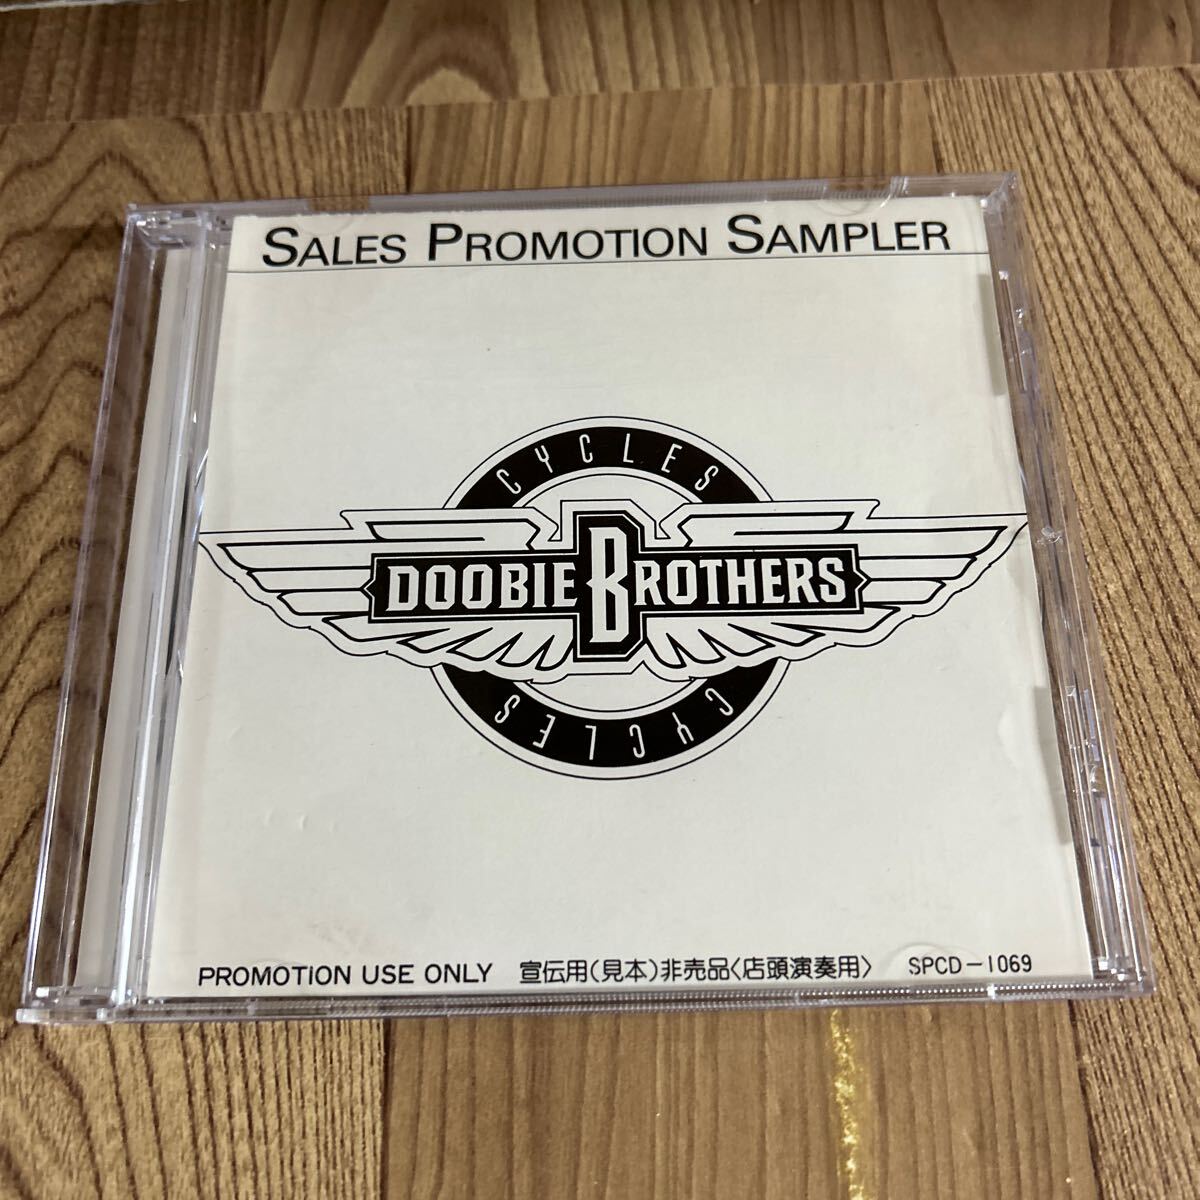 SALES PROMOTION SAMPLER
CYCLES
DOOBIE BROTHERS
CYCLES
PROMOTION USE ONLY 宣伝用(見本)非売品〈店頭演奏用〉 SPCD-1069